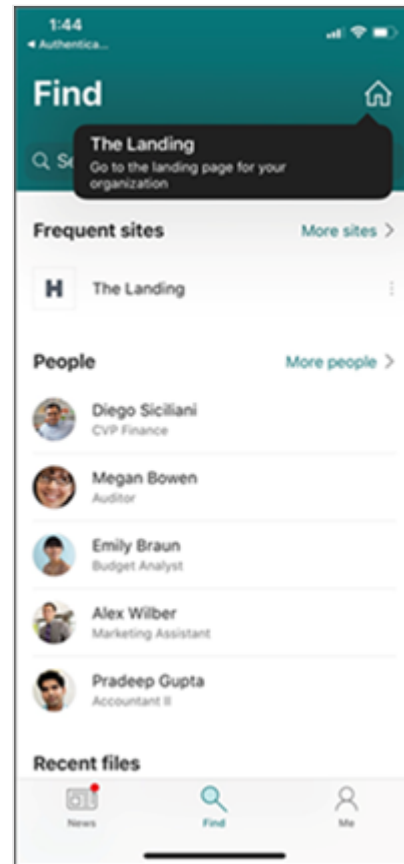 1:44
◀ Authentica...
Find
The Landing
Go to the landing page for your
organization
Se
Frequent sites
More sites >
H
The Landing
People
More people >
Diego Siciliani
CVP Finance
Megan Bowen
Auditor
Emily Braun
Budget Analyst
Alex Wilber
Marketing Assistant
Pradeep Gupta
Accountant II
Recent files
News
Find
Me